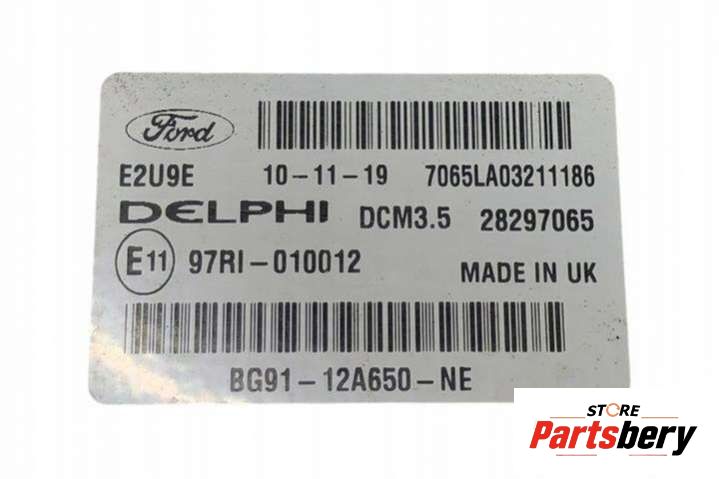 Ford
E2U9E 10-11-19 7065LA03211186
DELPHI DCM3.5 28297065
E11 97RI-010012 MADE IN UK
BG91-12A650-NE
STORE
Partsbery